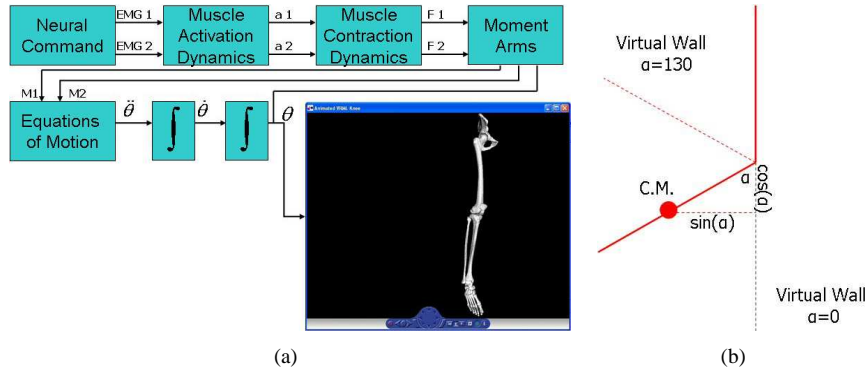 Neural
Command
EMG 1
EMG 2
Muscle
Activation
Dynamics
a 1
a 2
Muscle
Contraction
Dynamics
F 1
F 2
Moment
Arms
M1
M2
Equations
of Motion
θ̈
∫
θ̇
∫
θ
(a)
Virtual Wall
α=130
C.M.
α
cos(α)
sin(α)
Virtual Wall
α=0
(b)